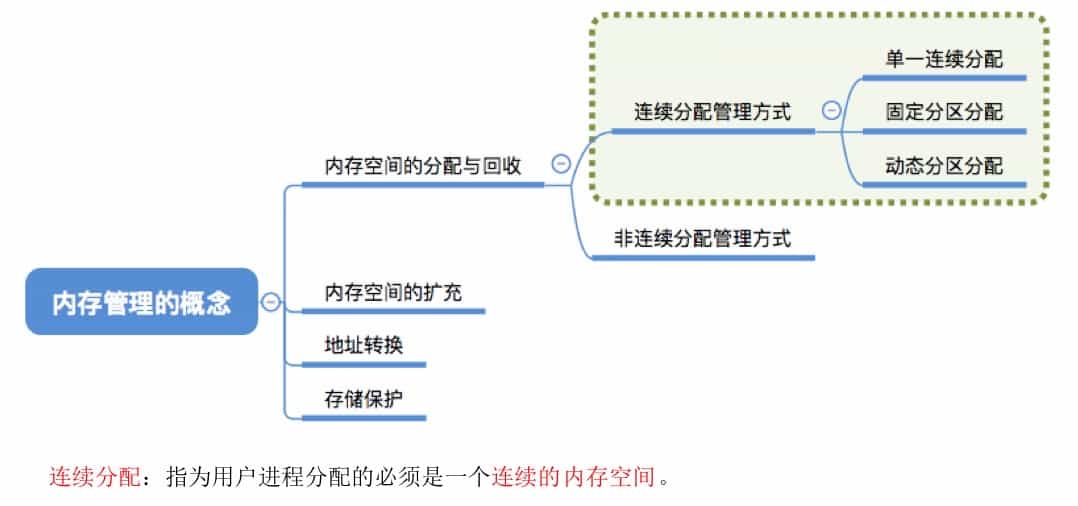 单一连续分配
连续分配管理方式
固定分区分配
动态分区分配
内存空间的分配与回收
非连续分配管理方式
内存管理的概念
内存空间的扩充
地址转换
存储保护
连续分配：指为用户进程分配的必须是一个连续的内存空间。